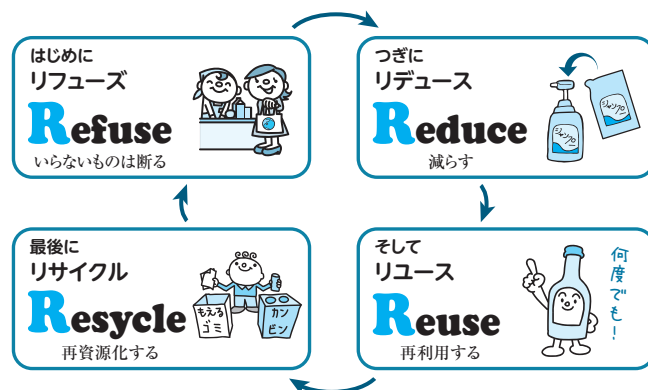 はじめに
リフューズ
Refuse
いらないものは断る
つぎに
リデュース
Reduce
減らす
シャンプー
シャンプー
そして
リユース
Reuse
再利用する
何度でも!
最後に
リサイクル
Resycle
再資源化する
もえる
ゴミ
カン
ビン